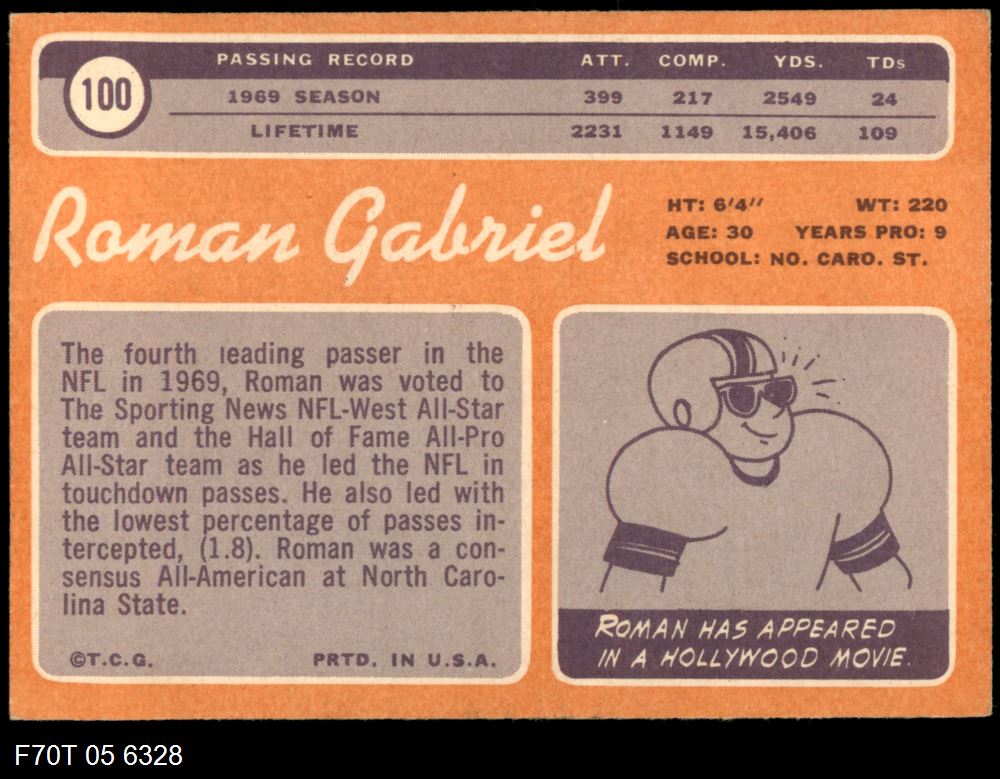 100
PASSING RECORD ATT. COMP. YDS. TDs
1969 SEASON 399 217 2549 24
LIFETIME 2231 1149 15,406 109
Roman Gabriel
HT: 6'4" WT: 220
AGE: 30 YEARS PRO: 9
SCHOOL: NO. CARO. ST.
The fourth leading passer in the
NFL in 1969, Roman was voted to
The Sporting News NFL-West All-Star
team and the Hall of Fame All-Pro
All-Star team as he led the NFL in
touchdown passes. He also led with
the lowest percentage of passes in-
tercepted, (1.8). Roman was a con-
sensus All-American at North Caro-
lina State.
©T.C.G. PRTD. IN U.S.A.
ROMAN HAS APPEARED
IN A HOLLYWOOD MOVIE.
F70T 05 6328